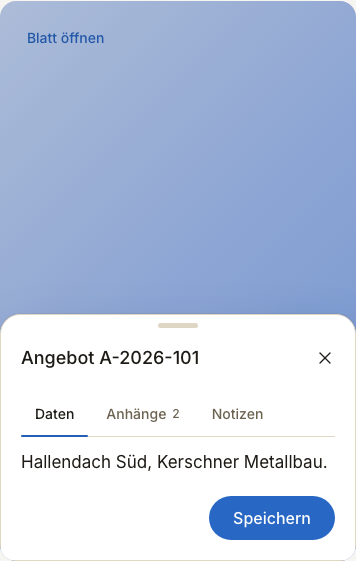 Blatt öffnen
Angebot A-2026-101
Daten Anhänge 2 Notizen
Hallendach Süd, Kerschner Metallbau.
Speichern